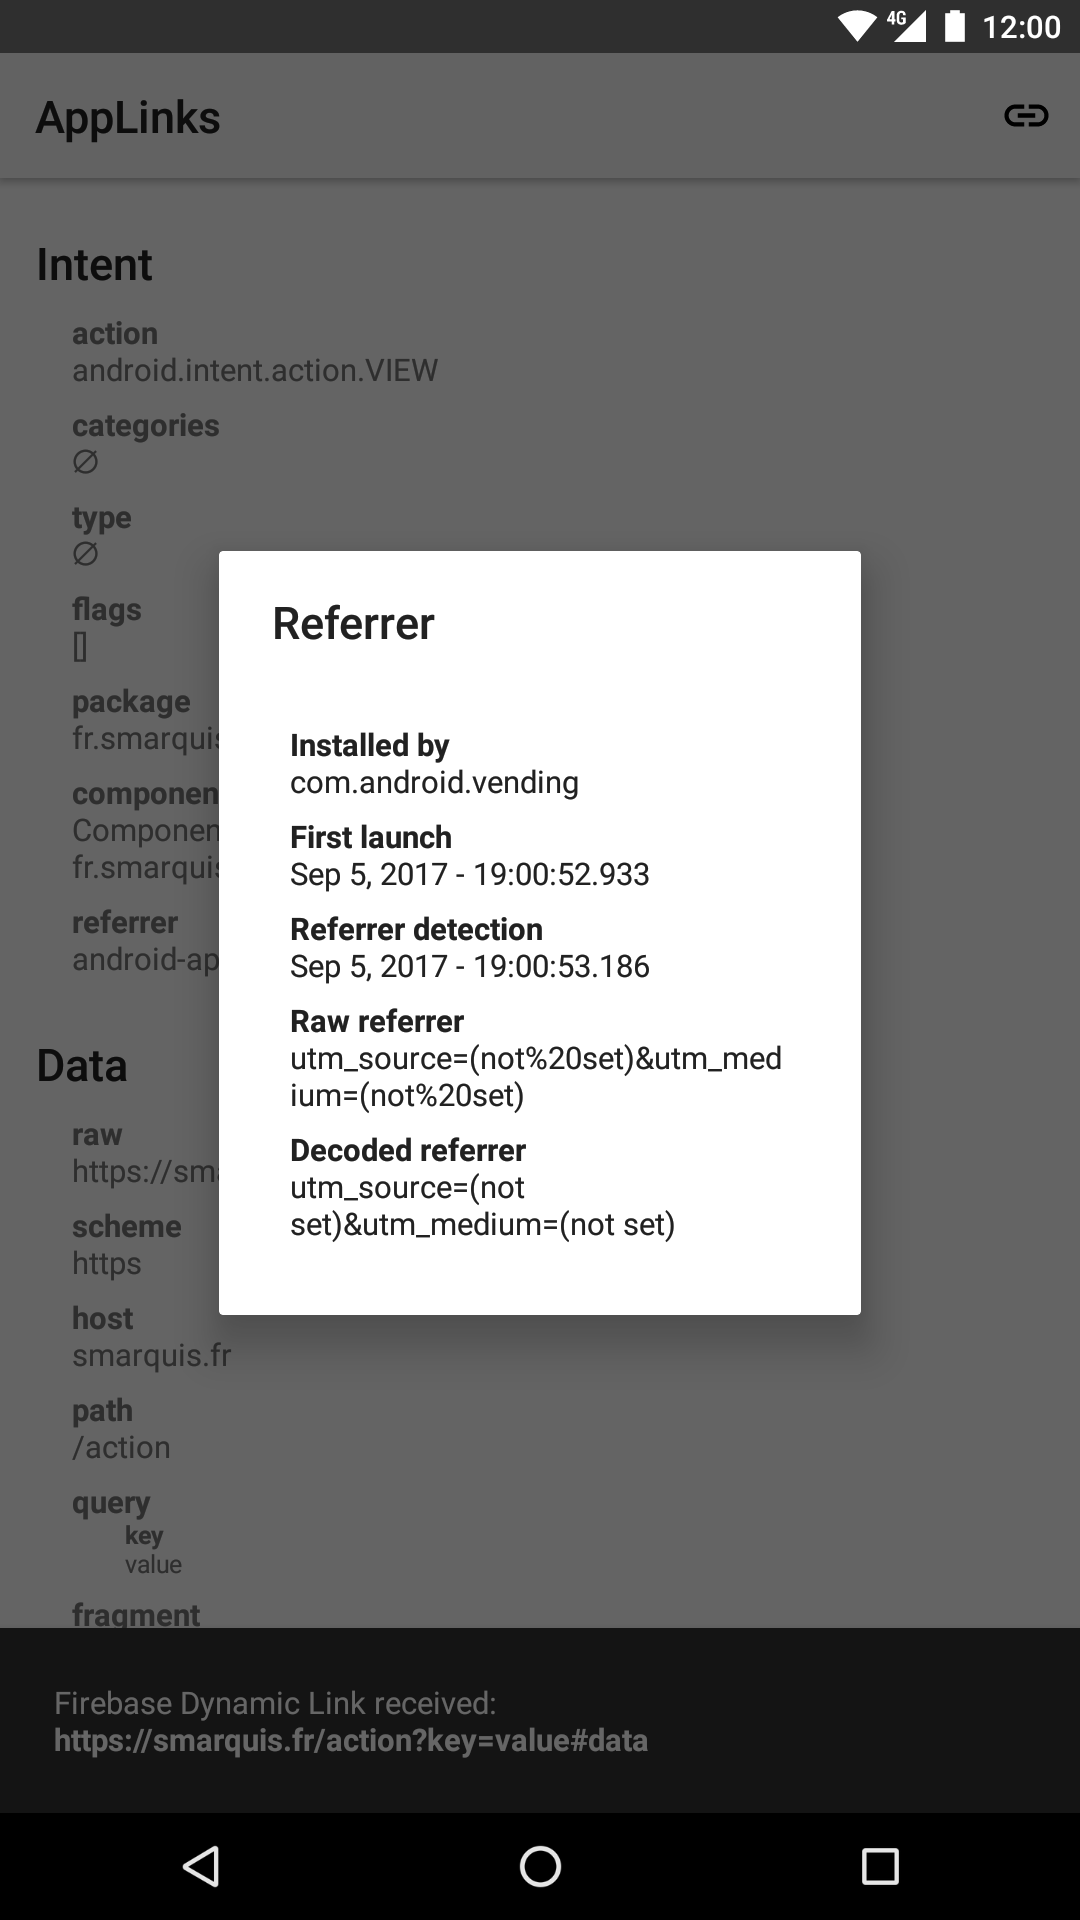 4G 12:00
AppLinks
Intent
action
android.intent.action.VIEW
categories
∅
type
∅
flags
[]
package
fr.smarquis
componen
Componen
fr.smarquis
referrer
android-ap
Data
raw
https://sma
scheme
https
host
smarquis.fr
path
/action
query
key
value
fragment
Referrer
Installed by
com.android.vending
First launch
Sep 5, 2017 - 19:00:52.933
Referrer detection
Sep 5, 2017 - 19:00:53.186
Raw referrer
utm_source=(not%20set)&utm_med
ium=(not%20set)
Decoded referrer
utm_source=(not
set)&utm_medium=(not set)
Firebase Dynamic Link received:
https://smarquis.fr/action?key=value#data